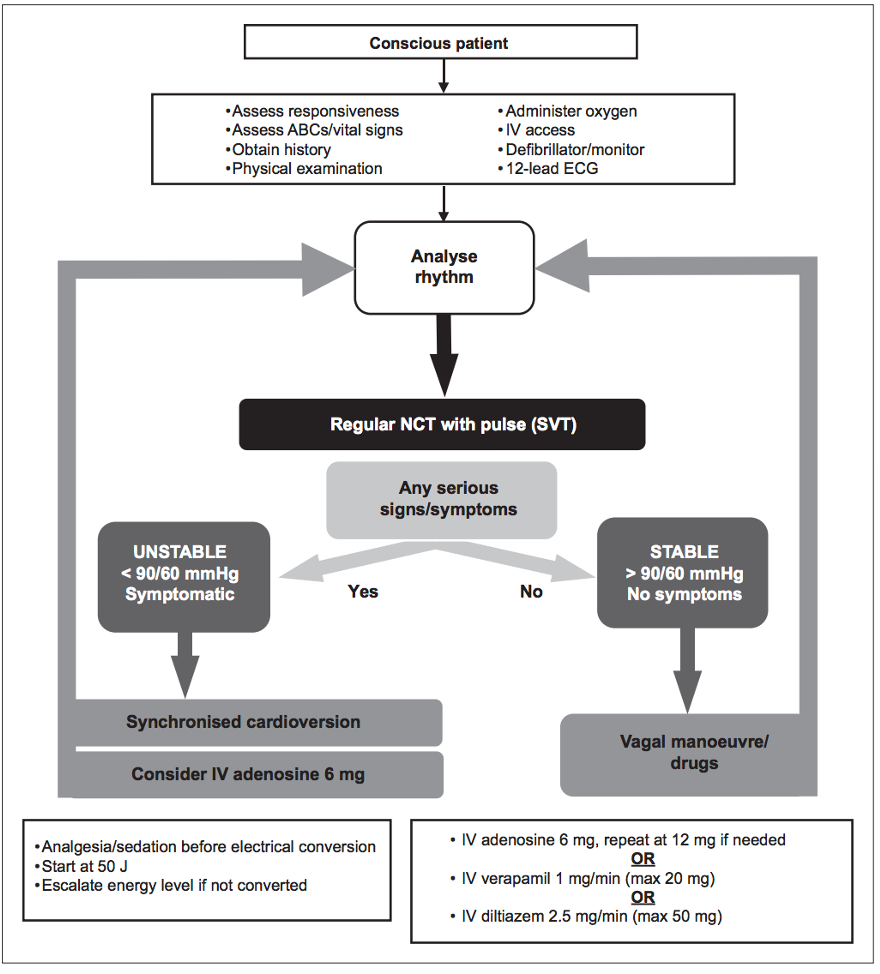 Conscious patient
•Assess responsiveness
•Assess ABCs/vital signs
•Obtain history
•Physical examination
•Administer oxygen
•IV access
•Defibrillator/monitor
•12-lead ECG
Analyse
rhythm
Regular NCT with pulse (SVT)
Any serious
signs/symptoms
UNSTABLE
< 90/60 mmHg
Symptomatic
Yes
No
STABLE
> 90/60 mmHg
No symptoms
Synchronised cardioversion
Consider IV adenosine 6 mg
Vagal manoeuvre/
drugs
•Analgesia/sedation before electrical conversion
•Start at 50 J
•Escalate energy level if not converted
• IV adenosine 6 mg, repeat at 12 mg if needed
OR
• IV verapamil 1 mg/min (max 20 mg)
OR
• IV diltiazem 2.5 mg/min (max 50 mg)